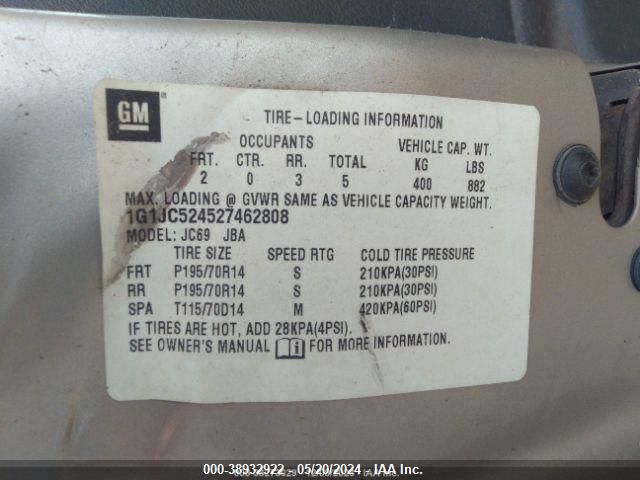 GM
TIRE-LOADING INFORMATION
OCCUPANTS VEHICLE CAP. WT.
FRT. CTR. RR. TOTAL KG LBS
2 0 3 5 400 882
MAX. LOADING @ GVWR SAME AS VEHICLE CAPACITY WEIGHT.
1G1JC524527462808
MODEL: JC69 JBA
TIRE SIZE SPEED RTG COLD TIRE PRESSURE
FRT P195/70R14 S 210KPA(30PSI)
RR P195/70R14 S 210KPA(30PSI)
SPA T115/70D14 M 420KPA(60PSI)
IF TIRES ARE HOT, ADD 28KPA(4PSI).
SEE OWNER'S MANUAL i FOR MORE INFORMATION.
000-38932922 - 05/20/2024 - IAAI Inc.